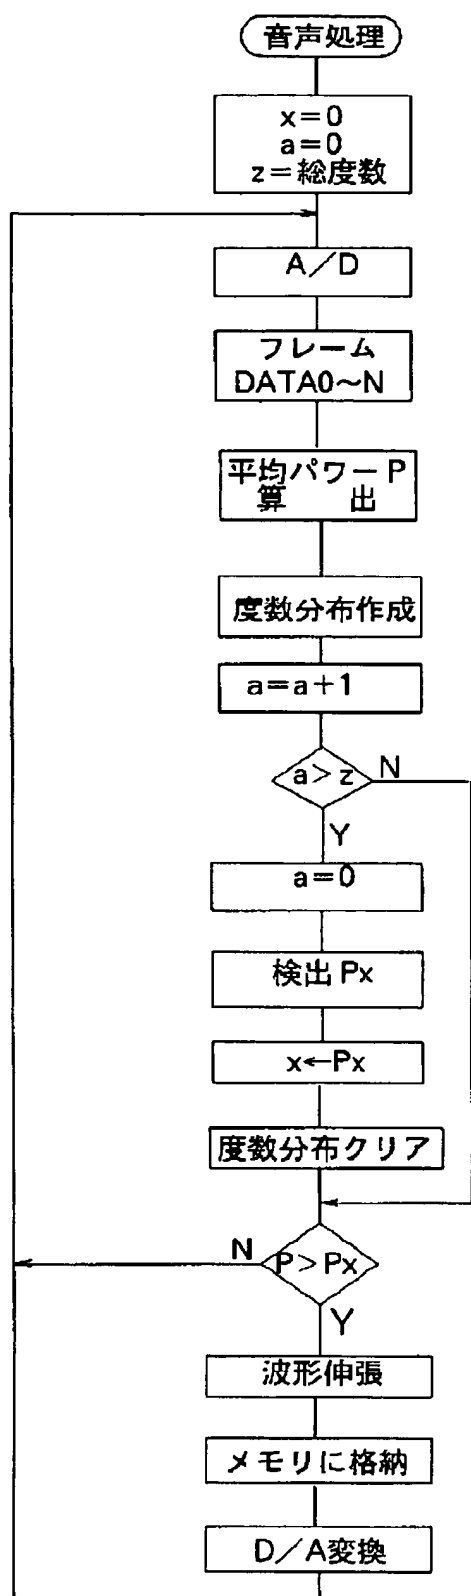 音声処理
x=0
a=0
z=総度数
A／D
フレーム
DATA0〜N
平均パワーP
算　　出
度数分布作成
a=a+1
a>z
N
Y
a=0
検出Px
x←Px
度数分布クリア
N
P>Px
Y
波形伸張
メモリに格納
D／A変換